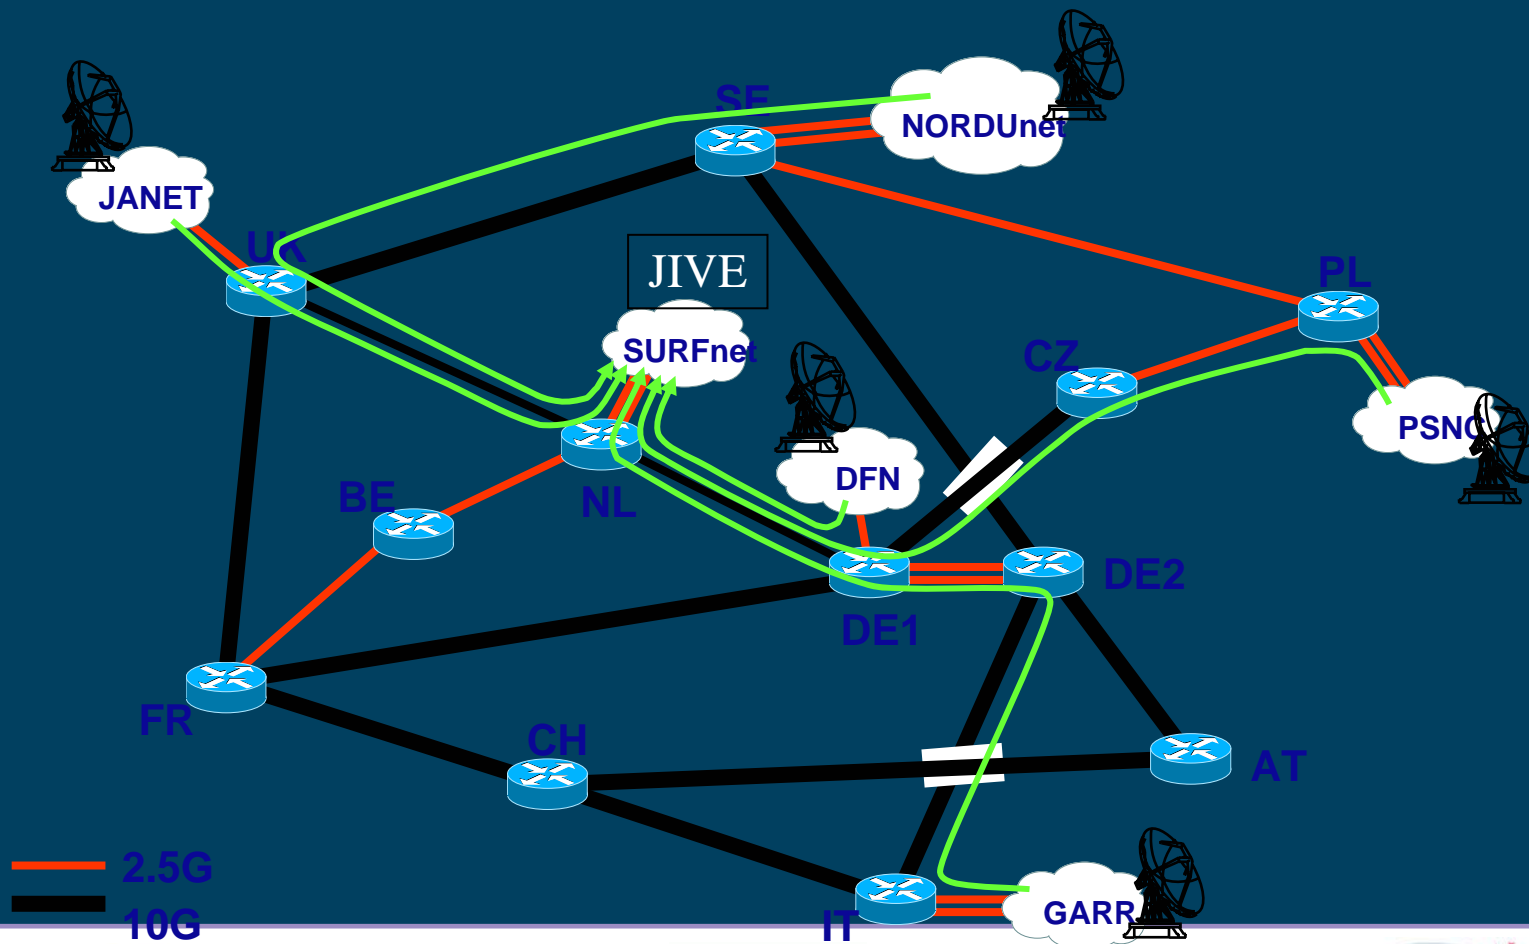 SE
NORDUnet
JANET
UK
JIVE
PL
SURFnet
CZ
PSNC
DFN
BE
NL
DE2
DE1
FR
CH
AT
2.5G
10G
GARR
IT